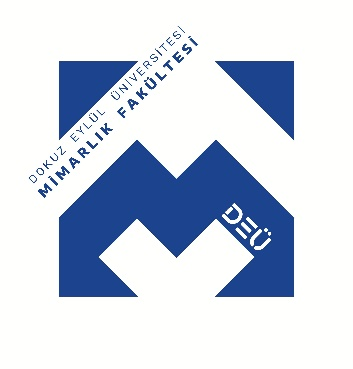 DOKUZ EYLÜL ÜNİVERSİTESİ
MİMARLIK FAKÜLTESİ
DEÜ